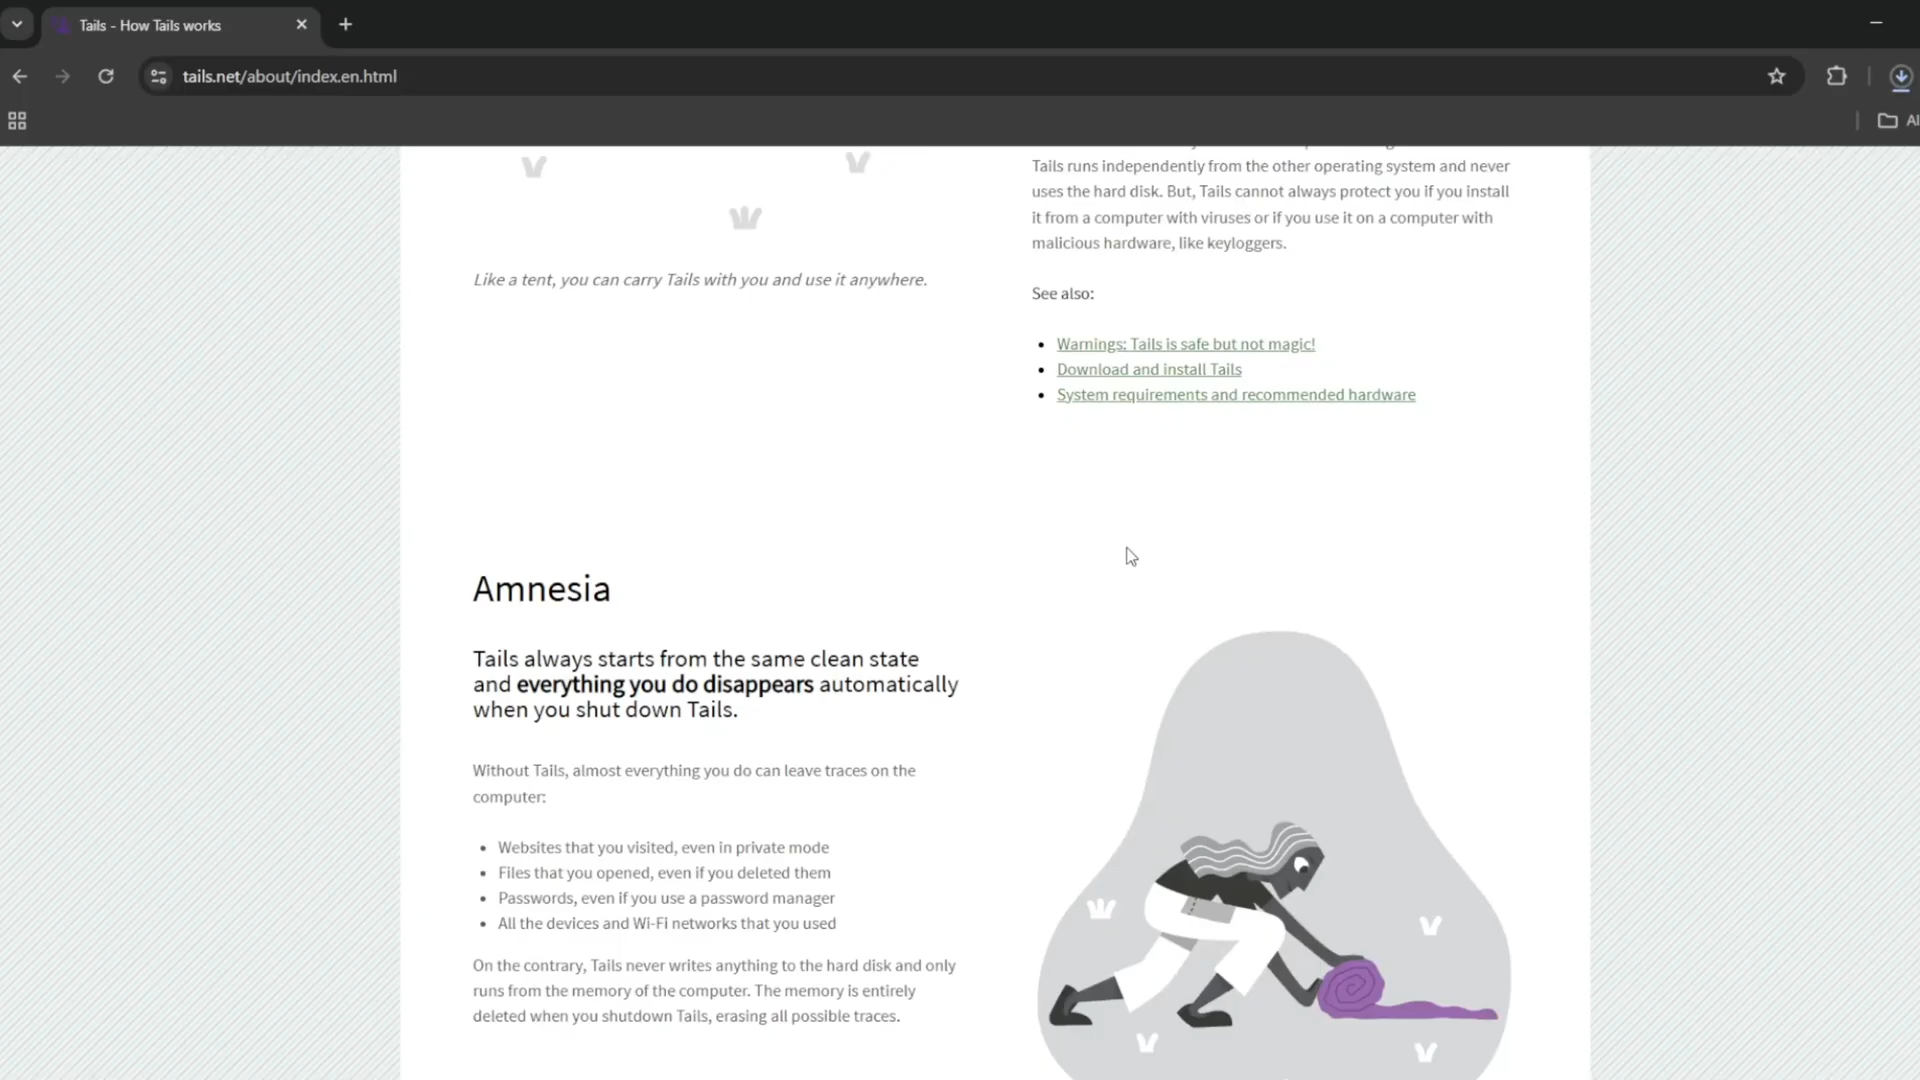 Tails - How Tails works
tails.net/about/index.en.html
Tails runs independently from the other operating system and never
uses the hard disk. But, Tails cannot always protect you if you install
it from a computer with viruses or if you use it on a computer with
malicious hardware, like keyloggers.
Like a tent, you can carry Tails with you and use it anywhere.
See also:
Warnings: Tails is safe but not magic!
Download and install Tails
System requirements and recommended hardware
Amnesia
Tails always starts from the same clean state
and everything you do disappears automatically
when you shut down Tails.
Without Tails, almost everything you do can leave traces on the
computer:
Websites that you visited, even in private mode
Files that you opened, even if you deleted them
Passwords, even if you use a password manager
All the devices and Wi-Fi networks that you used
On the contrary, Tails never writes anything to the hard disk and only
runs from the memory of the computer. The memory is entirely
deleted when you shutdown Tails, erasing all possible traces.